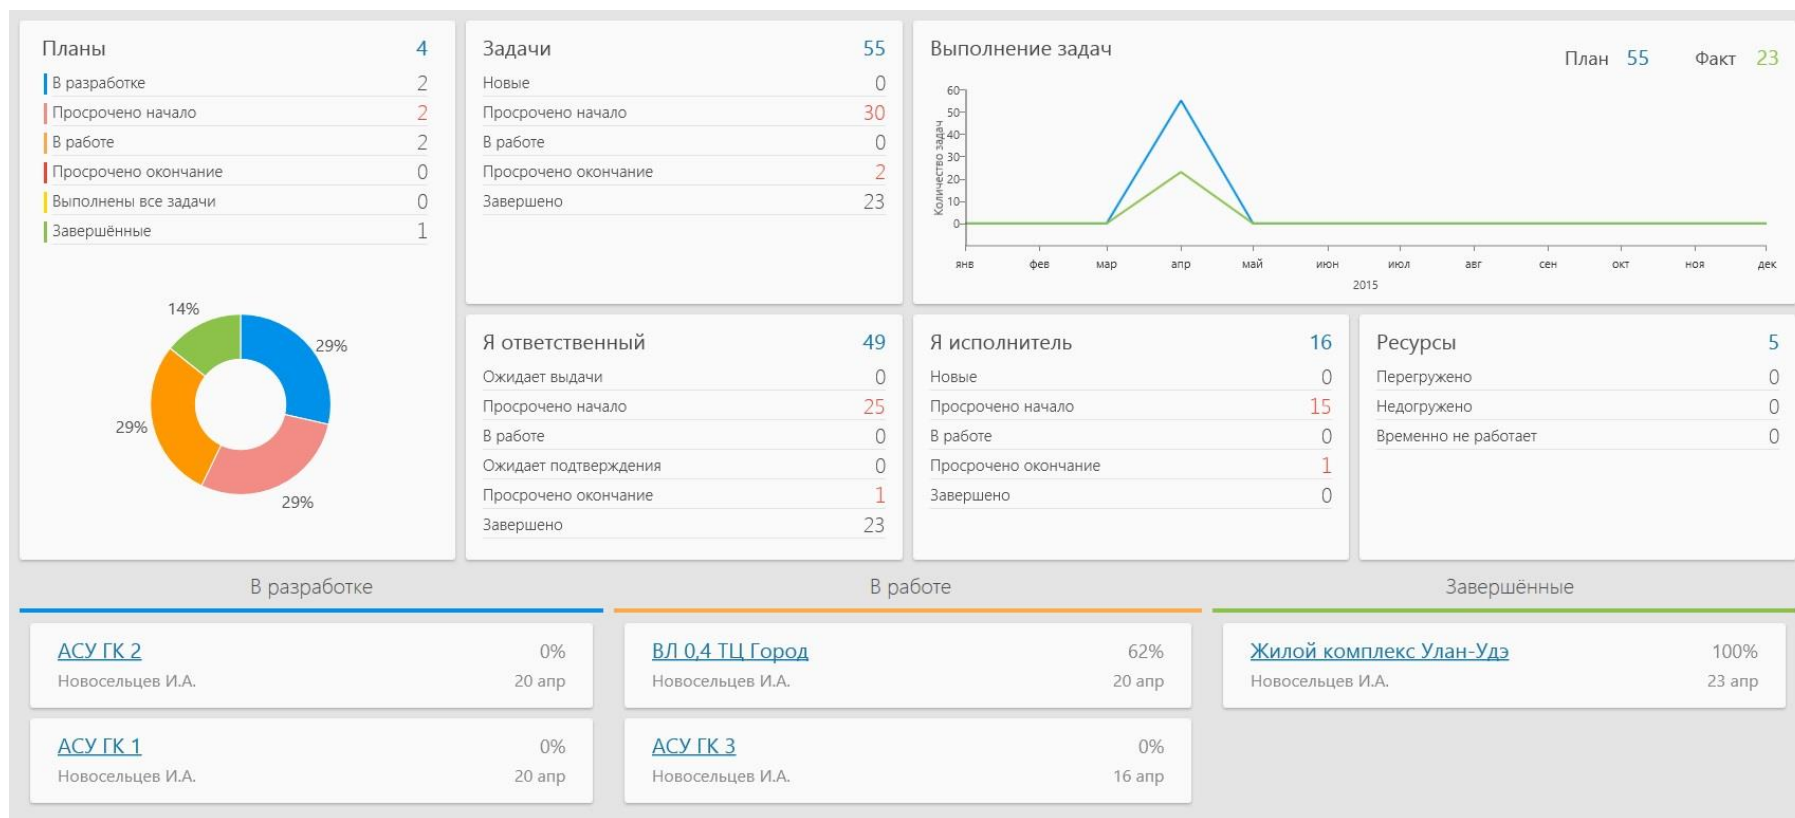 Планы 4
В разработке 2
Просрочено начало 2
В работе 2
Просрочено окончание 0
Выполнены все задачи 0
Завершённые 1
14%
29%
29%
29%
Задачи 55
Новые 0
Просрочено начало 30
В работе 0
Просрочено окончание 2
Завершено 23
Выполнение задач
План 55 Факт 23
Количество задач
60
50
40
30
20
10
0
янв фев мар апр май июн июл авг сен окт ноя дек
2015
Я ответственный 49
Ожидает выдачи 0
Просрочено начало 25
В работе 0
Ожидает подтверждения 0
Просрочено окончание 1
Завершено 23
Я исполнитель 16
Новые 0
Просрочено начало 15
В работе 0
Просрочено окончание 1
Завершено 0
Ресурсы 5
Перегружено 0
Недогружено 0
Временно не работает 0
В разработке
АСУ ГК 2 0%
Новосельцев И.А. 20 апр
АСУ ГК 1 0%
Новосельцев И.А. 20 апр
В работе
ВЛ 0,4 ТЦ Город 62%
Новосельцев И.А. 20 апр
АСУ ГК 3 0%
Новосельцев И.А. 16 апр
Завершённые
Жилой комплекс Улан-Удэ 100%
Новосельцев И.А. 23 апр